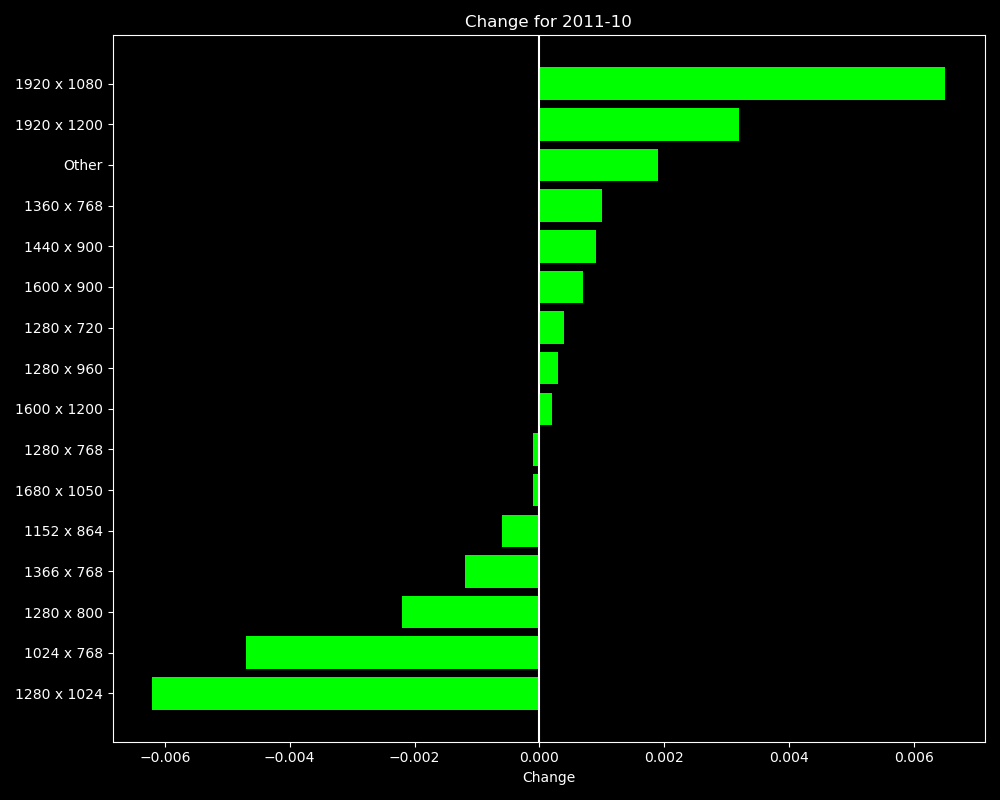 Change for 2011-10
1920 x 1080
1920 x 1200
Other
1360 x 768
1440 x 900
1600 x 900
1280 x 720
1280 x 960
1600 x 1200
1280 x 768
1680 x 1050
1152 x 864
1366 x 768
1280 x 800
1024 x 768
1280 x 1024
−0.006 −0.004 −0.002 0.000 0.002 0.004 0.006
Change